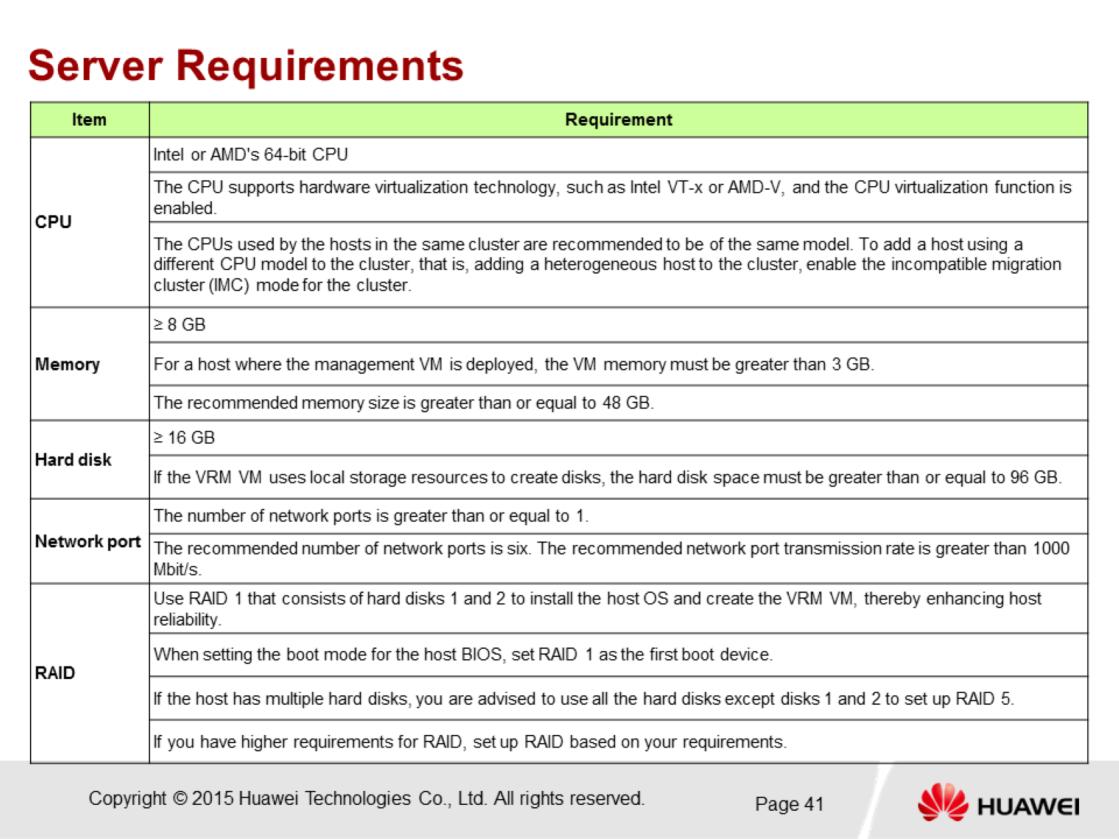 Server Requirements
Item
Requirement
CPU
Intel or AMD's 64-bit CPU
The CPU supports hardware virtualization technology, such as Intel VT-x or AMD-V, and the CPU virtualization function is
enabled.
The CPUs used by the hosts in the same cluster are recommended to be of the same model. To add a host using a
different CPU model to the cluster, that is, adding a heterogeneous host to the cluster, enable the incompatible migration
cluster (IMC) mode for the cluster.
Memory
≥ 8 GB
For a host where the management VM is deployed, the VM memory must be greater than 3 GB.
The recommended memory size is greater than or equal to 48 GB.
Hard disk
≥ 16 GB
If the VRM VM uses local storage resources to create disks, the hard disk space must be greater than or equal to 96 GB.
Network port
The number of network ports is greater than or equal to 1.
The recommended number of network ports is six. The recommended network port transmission rate is greater than 1000
Mbit/s.
RAID
Use RAID 1 that consists of hard disks 1 and 2 to install the host OS and create the VRM VM, thereby enhancing host
reliability.
When setting the boot mode for the host BIOS, set RAID 1 as the first boot device.
If the host has multiple hard disks, you are advised to use all the hard disks except disks 1 and 2 to set up RAID 5.
If you have higher requirements for RAID, set up RAID based on your requirements.
Copyright © 2015 Huawei Technologies Co., Ltd. All rights reserved.
Page 41
HUAWEI